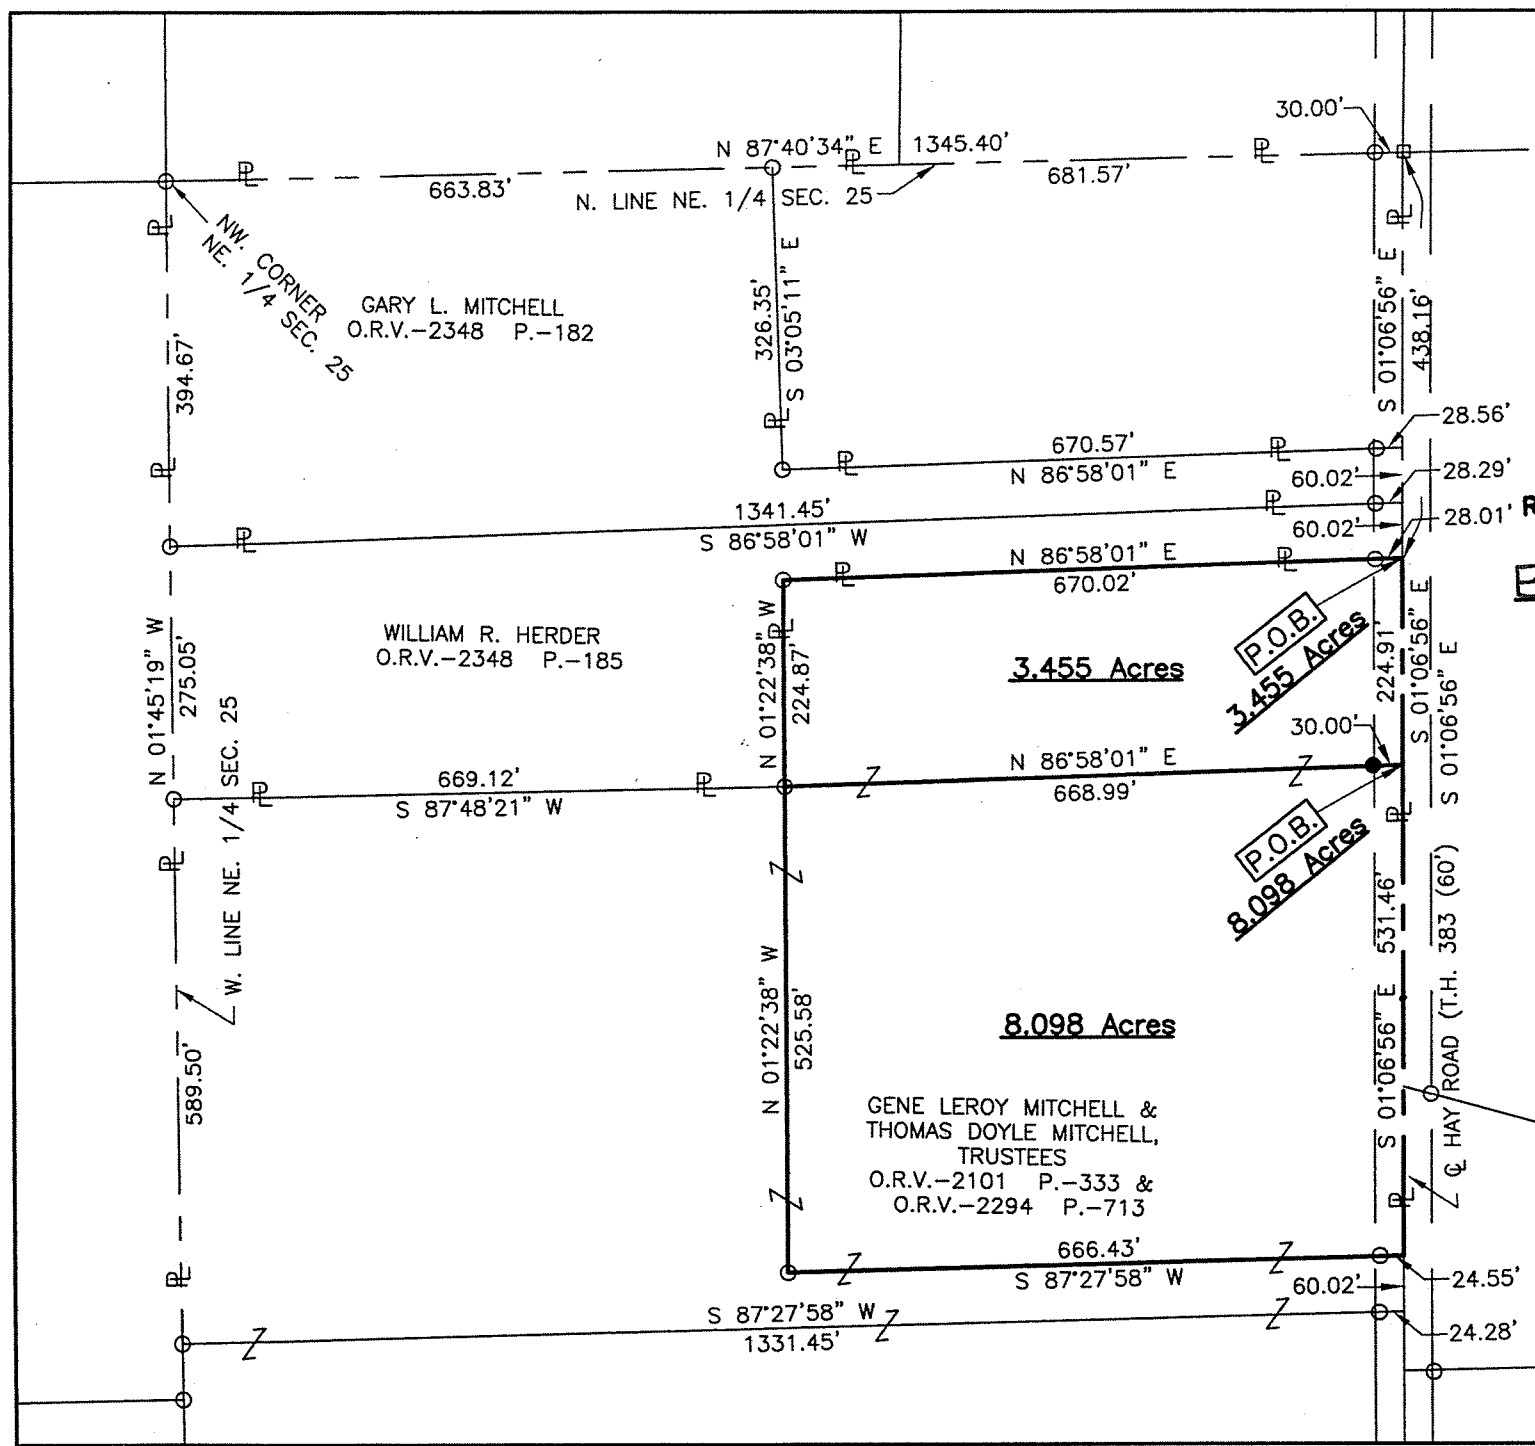 30.00'
N 87°40'34" E 1345.40'
663.83'
681.57'
N. LINE NE. 1/4 SEC. 25
NW. CORNER
NE. 1/4 SEC. 25
GARY L. MITCHELL
O.R.V.-2348 P.-182
394.67'
326.35'
S 03°05'11" E
S 01°06'56" E
438.16'
28.56'
670.57'
N 86°58'01" E
60.02'
28.29'
1341.45'
S 86°58'01" W
60.02'
28.01'
R
N 86°58'01" E
670.02'
WILLIAM R. HERDER
O.R.V.-2348 P.-185
N 01°45'19" W
275.05'
N 01°22'38" W
224.87'
3.455 Acres
P.O.B.
3.455 Acres
224.91'
S 01°06'56" E
S 01°06'56" E
30.00'
N 86°58'01" E
668.99'
669.12'
S 87°48'21" W
W. LINE NE. 1/4 SEC. 25
P.O.B.
8.098 Acres
531.46'
S 01°06'56" E
℄ HAY ROAD (T.H. 383 (60')
589.50'
N 01°22'38" W
525.58'
8.098 Acres
GENE LEROY MITCHELL &
THOMAS DOYLE MITCHELL,
TRUSTEES
O.R.V.-2101 P.-333 &
O.R.V.-2294 P.-713
666.43'
S 87°27'58" W
60.02'
24.55'
S 87°27'58" W
1331.45'
24.28'